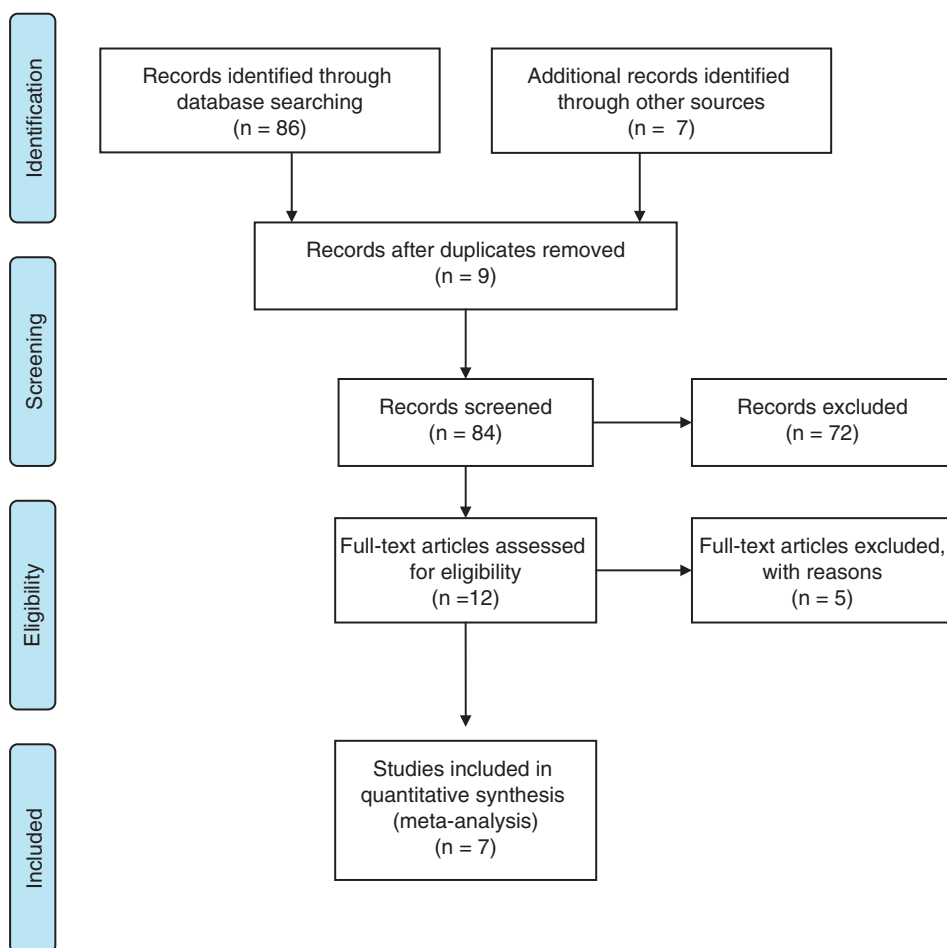 Identification
Records identified through
database searching
(n = 86)
Additional records identified
through other sources
(n = 7)
Records after duplicates removed
(n = 9)
Screening
Records screened
(n = 84)
Records excluded
(n = 72)
Eligibility
Full-text articles assessed
for eligibility
(n =12)
Full-text articles excluded,
with reasons
(n = 5)
Included
Studies included in
quantitative synthesis
(meta-analysis)
(n = 7)